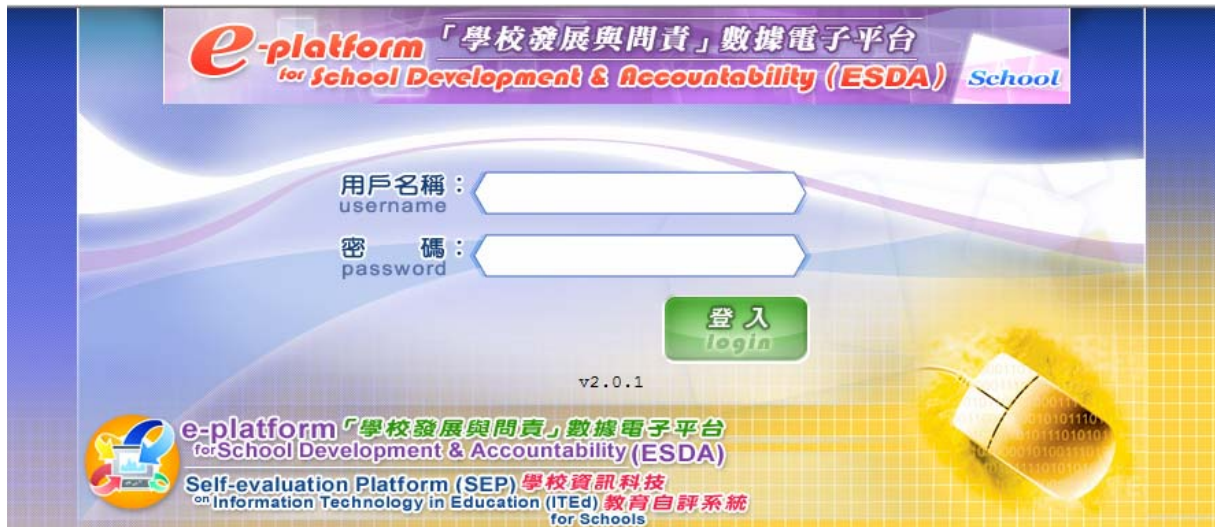 e-platform「學校發展與問責」數據電子平台
for School Development & Accountability (ESDA) School
用戶名稱：
username
密 碼：
password
登入
login
v2.0.1
e-platform「學校發展與問責」數據電子平台
for School Development & Accountability (ESDA)
Self-evaluation Platform (SEP) 學校資訊科技
on Information Technology in Education (ITEd) 教育自評系統
for Schools